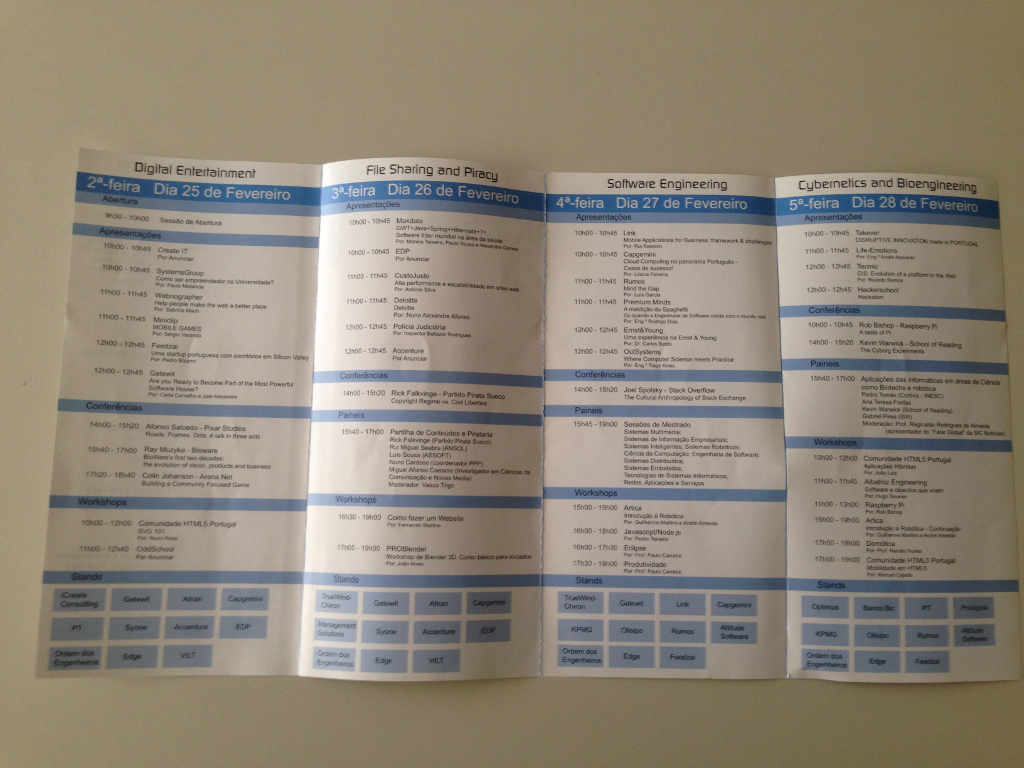 Digital Entertainment
2ª-feira Dia 25 de Fevereiro
Abertura
9h30 - 10h00 Sessão de Abertura
Apresentações
10h00 - 10h45 Create IT
Por Anunciar
10h00 - 10h45 SystemsGroup
Como ser empreendedor na Universidade?
Por: Paulo Matancia
11h00 - 11h45 Webnographer
Help people make the web a better place
Por: Sabrina Mach
11h00 - 11h45 Miniclip
MOBILE GAMES
Por: Sérgio Varanda
12h00 - 12h45 Feedzai
Uma startup portuguesa com escritórios em Silicon Valley
Por: Pedro Bizarro
12h00 - 12h45 Gatewit
Are you Ready to Become Part of the Most Powerful
Software House?
Por: Carla Carvalho e José Alexandre
Conferências
14h00 - 15h20 Afonso Salcedo - Pixar Studios
Roads. Frames. Dots. A talk in three acts.
15h40 - 17h00 Ray Muzyka - Bioware
BioWare's first two decades:
the evolution of vision, products and business
17h20 - 18h40 Colin Johanson - Arena Net
Building a Community Focused Game
Workshops
10h00 - 12h00 Comunidade HTML5 Portugal
SVG 101
Por: Nuno Rosa
11h00 - 12h45 OddSchool
Por Anunciar
Stands
iCreate Consulting Gatewit Altran Capgemini
PT Syone Accenture EDP
Ordem dos Engenheiros Edge VILT
File Sharing and Piracy
3ª-feira Dia 26 de Fevereiro
Apresentações
10h00 - 10h45 Maxdata
GWT+Java+Spring+Hibernate+?=
Software líder mundial na área da saúde
Por: Michele Teixeira, Paulo Sousa e Alexandre Correia
10h00 - 10h45 EDP
Por Anunciar
11h00 - 11h45 CustoJusto
Alta performance e escalabilidade em sites web
Por: António Silva
11h00 - 11h45 Deloitte
Deloitte
Por: Nuno Alexandre Afonso
12h00 - 12h45 Polícia Judiciária
Por: Inspector Baltazar Rodrigues
12h00 - 12h45 Accenture
Por Anunciar
Conferências
14h00 - 15h20 Rick Falkvinge - Partido Pirata Sueco
Copyright Regime vs. Civil Liberties
Paineis
15h40 - 17h00 Partilha de Conteúdos e Pirataria
Rick Falkvinge (Partido Pirata Sueco)
Rui Miguel Seabra (ANSOL)
Luis Sousa (ASSOFT)
Nuno Cardoso (coordenador PPP)
Miguel Afonso Caetano (Investigador em Ciências da
Comunicação e Novas Media)
Moderador: Vasco Trigo
Workshops
16h30 - 19h00 Como fazer um Website
Por: Fernando Martins
17h00 - 19h00 PROBlender
Workshop de Blender 3D. Curso básico para iniciados
Por: João Alves
Stands
TrueWind-Chiron Gatewit Altran Capgemini
Management Solutions Syone Accenture EDP
Ordem dos Engenheiros Edge VILT
Software Engineering
4ª-feira Dia 27 de Fevereiro
Apresentações
10h00 - 10h45 Link
Mobile Applications for Business: framework & challenges
Por: Rui Rasteiro
10h00 - 10h45 Capgemini
Cloud Computing no panorama Português -
Casos de sucesso!
Por: Liliana Ferreira
11h00 - 11h45 Rumos
Mind the Gap
Por: Luís Garcia
11h00 - 11h45 Premium Minds
A maldição do Spaghetti
Ou quando a Engenharia de Software colide com o mundo real
Por: Eng.º Rodrigo Dias
12h00 - 12h45 Ernst&Young
Uma experiência na Ernst & Young
Por: Dr. Carlos Basto
12h00 - 12h45 OutSystems
Where Computer Science meets Practice
Por: Eng.º Tiago Alves
Conferências
14h00 - 15h20 Joel Spolsky - Stack Overflow
The Cultural Anthropology of Stack Exchange
Paineis
15h45 - 19h00 Sessões de Mestrado
Sistemas Multimédia;
Sistemas de Informação Empresariais;
Sistemas Inteligentes; Sistemas Robóticos;
Ciência da Computação; Engenharia de Software;
Sistemas Distribuídos;
Sistemas Embebidos;
Tecnologias de Sistemas Informáticos;
Redes, Aplicações e Serviços
Workshops
15h00 - 19h00 Artica
Introdução à Robótica
Por: Guilherme Martins e André Almeida
16h00 - 18h00 Javascript/Node.js
Por: Pedro Teixeira
16h00 - 17h30 Eclipse
Por: Prof. Paulo Carreiro
17h30 - 19h00 Produtividade
Por: Prof. Paulo Carreiro
Stands
TrueWind-Chiron Gatewit Link Capgemini
KPMG Olisipo Rumos Altitude Software
Ordem dos Engenheiros Edge Feedzai
Cybernetics and Bioengineering
5ª-feira Dia 28 de Fevereiro
Apresentações
10h00 - 10h45 Tekever
DISRUPTIVE INNOVATION made in PORTUGAL
11h00 - 11h45 Life-Emotions
Por: Eng.º André Azevedo
12h00 - 12h45 Tecmic
GIS: Evolution of a platform to the Web
Por: Ricardo Ramos
12h00 - 12h45 Hackerschool
Hackaton
Conferências
10h00 - 10h45 Rob Bishop - Raspberry Pi
A taste of Pi
14h00 - 15h20 Kevin Warwick - School of Reading
The Cyborg Experiments
Paineis
15h40 - 17h00 Aplicações das informáticas em áreas da Ciência
como Biotechs e robótica
Pedro Tomás (Cortivis - INESC)
Ana Teresa Freitas
Kevin Warwick (School of Reading)
Gabriel Pires (ISR)
Moderação: Prof. Reginaldo Rodrigues de Almeida
(apresentador do "Falar Global" da SIC Notícias)
Workshops
10h00 - 12h00 Comunidade HTML5 Portugal
Aplicações Híbridas
Por: João Luís
11h00 - 11h45 Albatroz Engineering
Software e objectos que voam
Por: Hugo Tavares
11h00 - 13h00 Raspberry Pi
Por: Rob Bishop
15h00 - 19h00 Artica
Introdução à Robótica - Continuação
Por: Guilherme Martins e André Almeida
17h00 - 19h00 Domótica
Por: Prof. Renato Nunes
17h00 - 19h00 Comunidade HTML5 Portugal
Mobilidade em HTML5
Por: Manuel
Stands
Optimus Banco Bic PT
KPMG Olisipo Rumos Altitude Software
Ordem dos Engenheiros Edge Feedzai